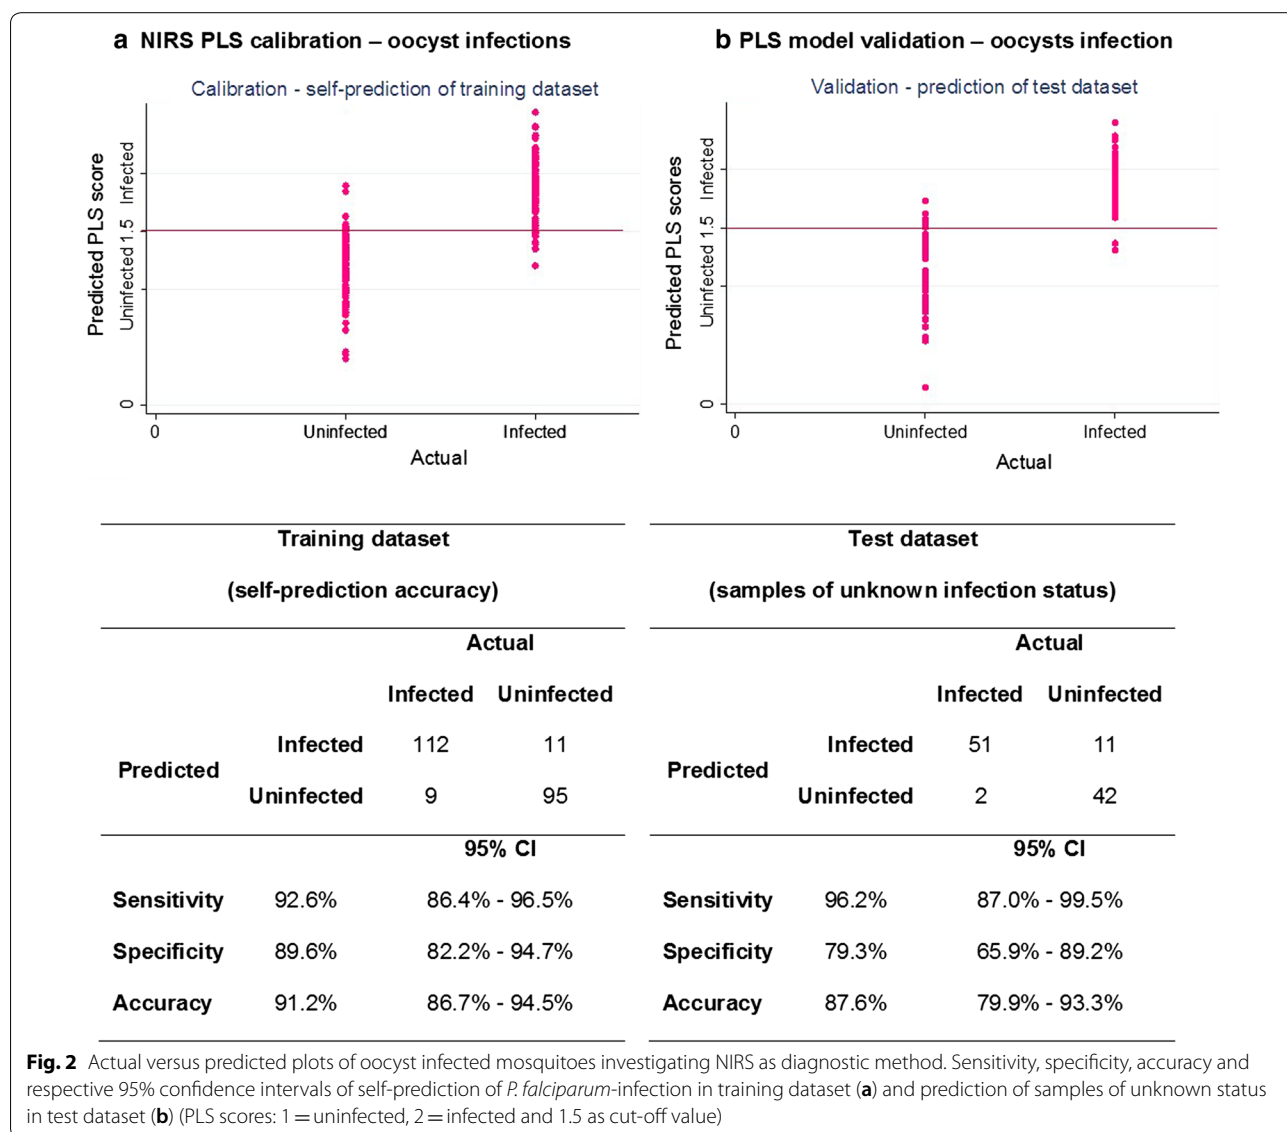 a NIRS PLS calibration – oocyst infections
Calibration - self-prediction of training dataset
Predicted PLS score
Infected
1.5
Uninfected
0
0
Uninfected
Infected
Actual
b PLS model validation – oocysts infection
Validation - prediction of test dataset
Predicted PLS scores
Infected
1.5
Uninfected
0
0
Uninfected
Infected
Actual
Training dataset
(self-prediction accuracy)
Actual
Infected Uninfected
Predicted
Infected 112 11
Uninfected 9 95
95% CI
Sensitivity 92.6% 86.4% - 96.5%
Specificity 89.6% 82.2% - 94.7%
Accuracy 91.2% 86.7% - 94.5%
Test dataset
(samples of unknown infection status)
Actual
Infected Uninfected
Predicted
Infected 51 11
Uninfected 2 42
95% CI
Sensitivity 96.2% 87.0% - 99.5%
Specificity 79.3% 65.9% - 89.2%
Accuracy 87.6% 79.9% - 93.3%
Fig. 2 Actual versus predicted plots of oocyst infected mosquitoes investigating NIRS as diagnostic method. Sensitivity, specificity, accuracy and
respective 95% confidence intervals of self-prediction of P. falciparum-infection in training dataset (a) and prediction of samples of unknown status
in test dataset (b) (PLS scores: 1 = uninfected, 2 = infected and 1.5 as cut-off value)